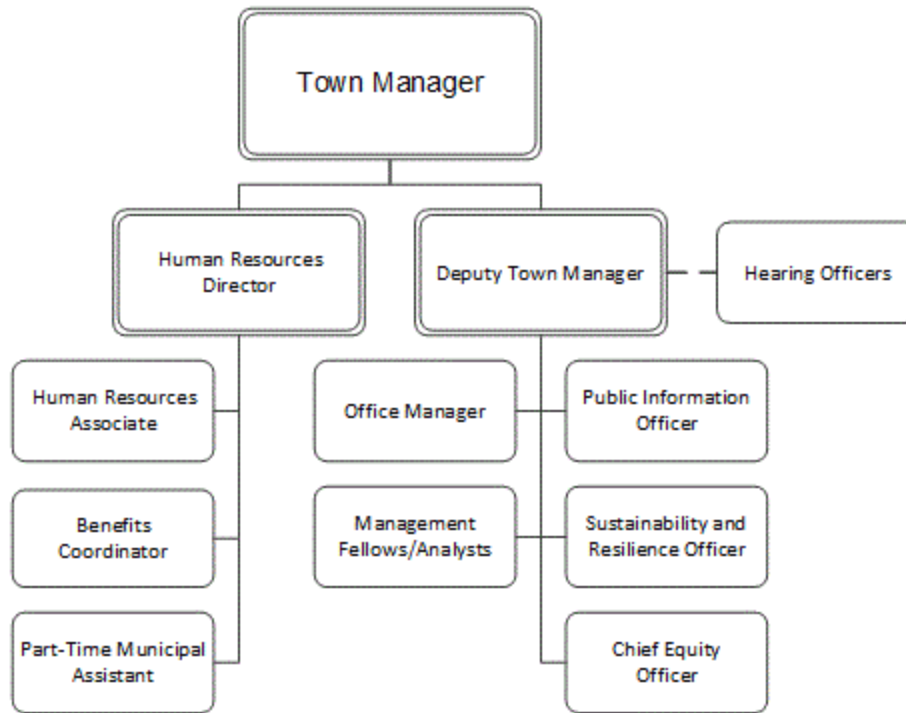 Town Manager
Human Resources
Director
Deputy Town Manager
Hearing Officers
Human Resources
Associate
Office Manager
Public Information
Officer
Benefits
Coordinator
Management
Fellows/Analysts
Sustainability and
Resilience Officer
Part-Time Municipal
Assistant
Chief Equity
Officer